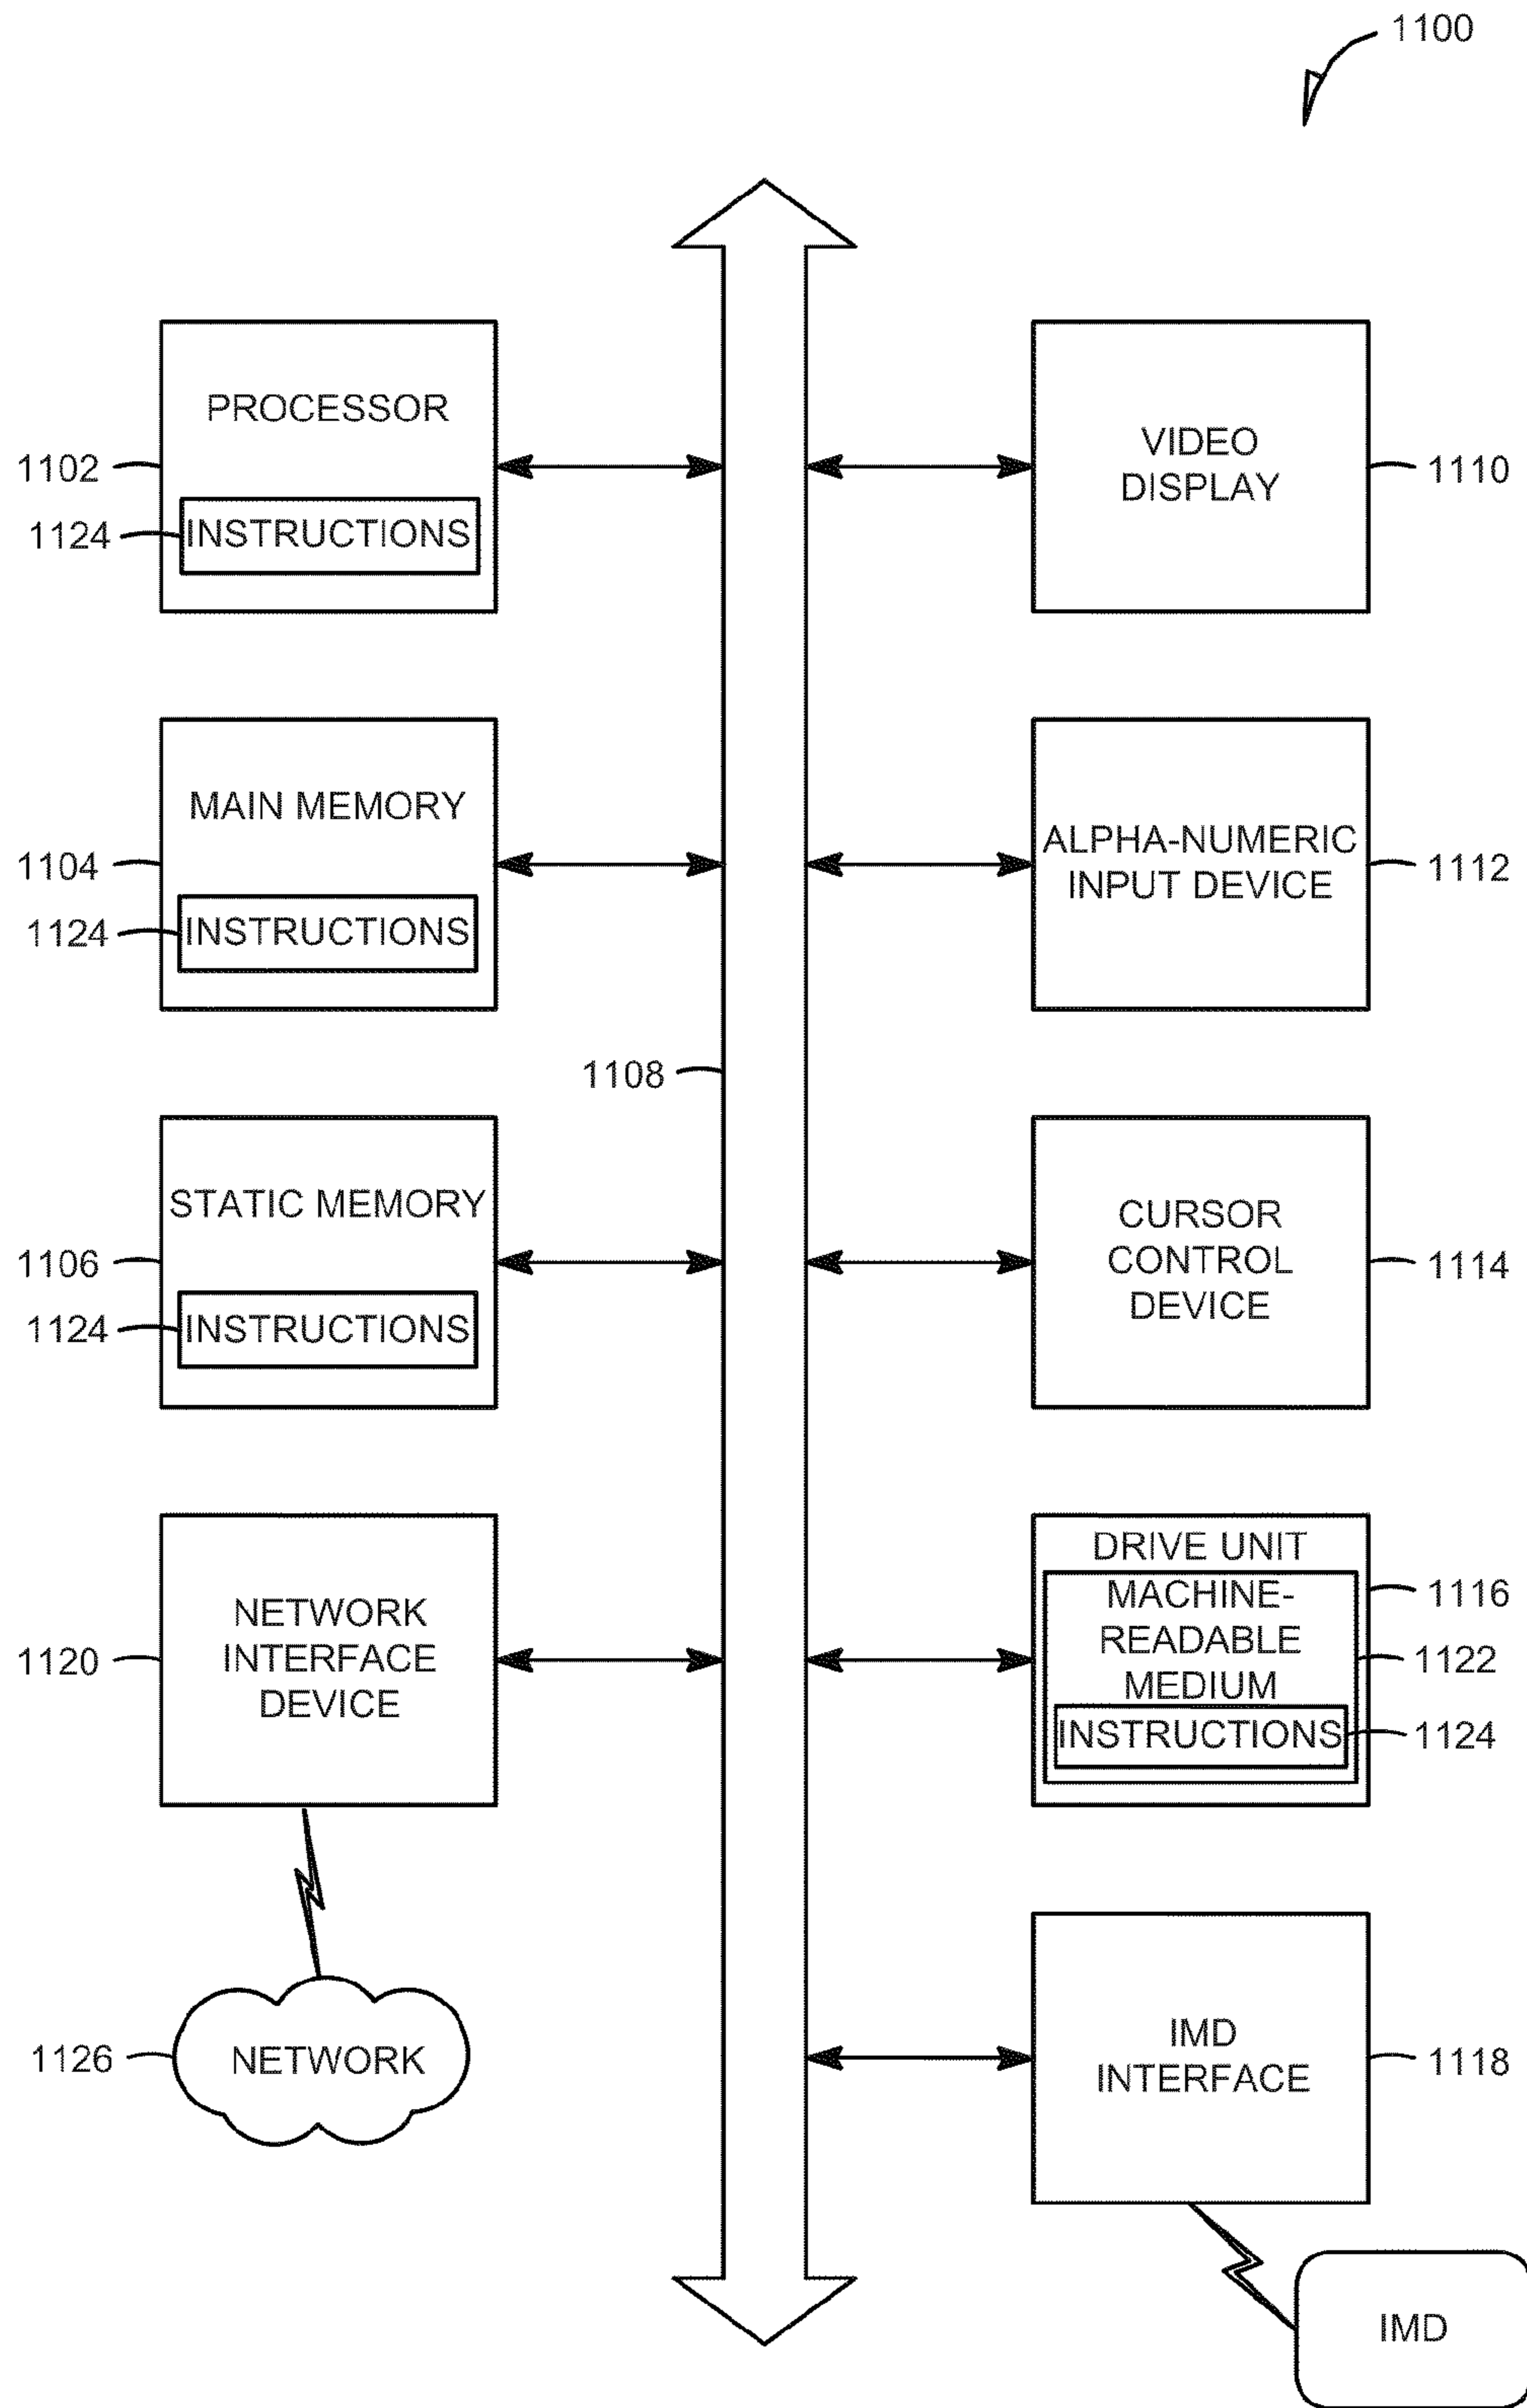 1100
PROCESSOR
1102
1124
INSTRUCTIONS
VIDEO
DISPLAY
1110
MAIN MEMORY
1104
1124
INSTRUCTIONS
ALPHA-NUMERIC
INPUT DEVICE
1112
1108
STATIC MEMORY
1106
1124
INSTRUCTIONS
CURSOR
CONTROL
DEVICE
1114
NETWORK
INTERFACE
DEVICE
1120
DRIVE UNIT
1116
MACHINE-
READABLE
MEDIUM
1122
INSTRUCTIONS
1124
1126
NETWORK
IMD
INTERFACE
1118
IMD